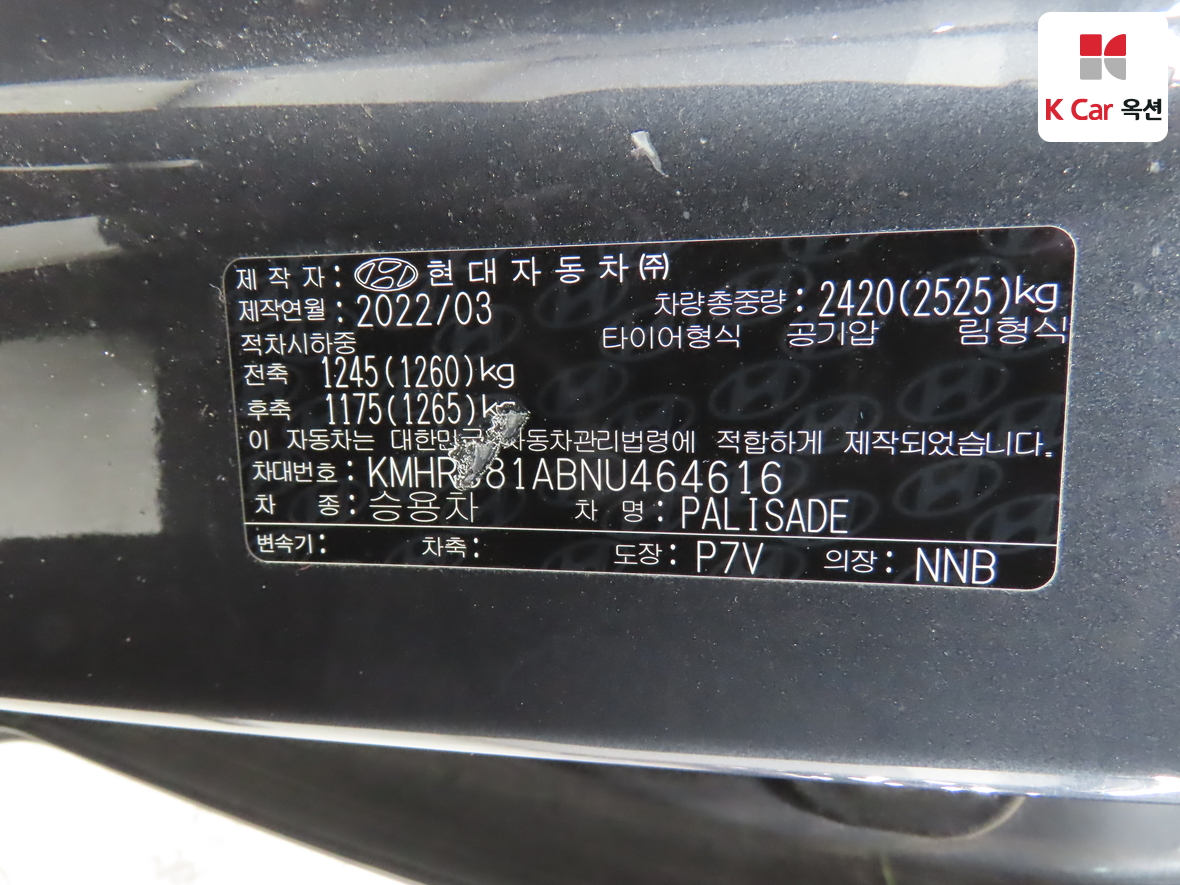 K Car 옥션
제 작 자 : 현 대 자 동 차 ㈜
제작연월 : 2022/03 차량총중량 : 2420(2525)kg
적차시하중 타이어형식 공기압 림형식
전축 1245(1260)kg
후축 1175(1265)kg
이 자동차는 대한민국 자동차관리법령에 적합하게 제작되었습니다.
차대번호 :
차 종 : 승용차 차 명 : PALISADE
변속기 : 차축 : 도장 : P7V 의장 : NNB